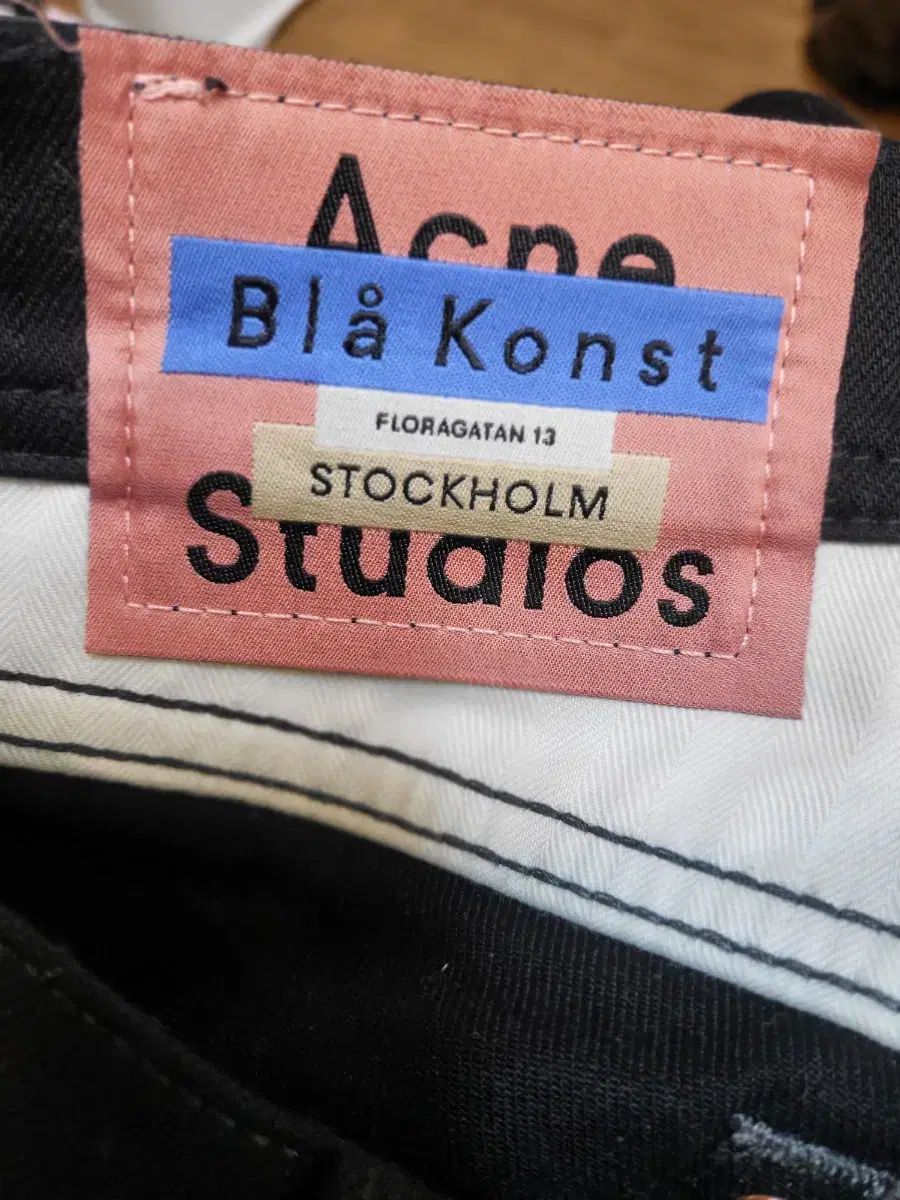 Acne
Blå Konst
FLORAGATAN 13
STOCKHOLM
Studios